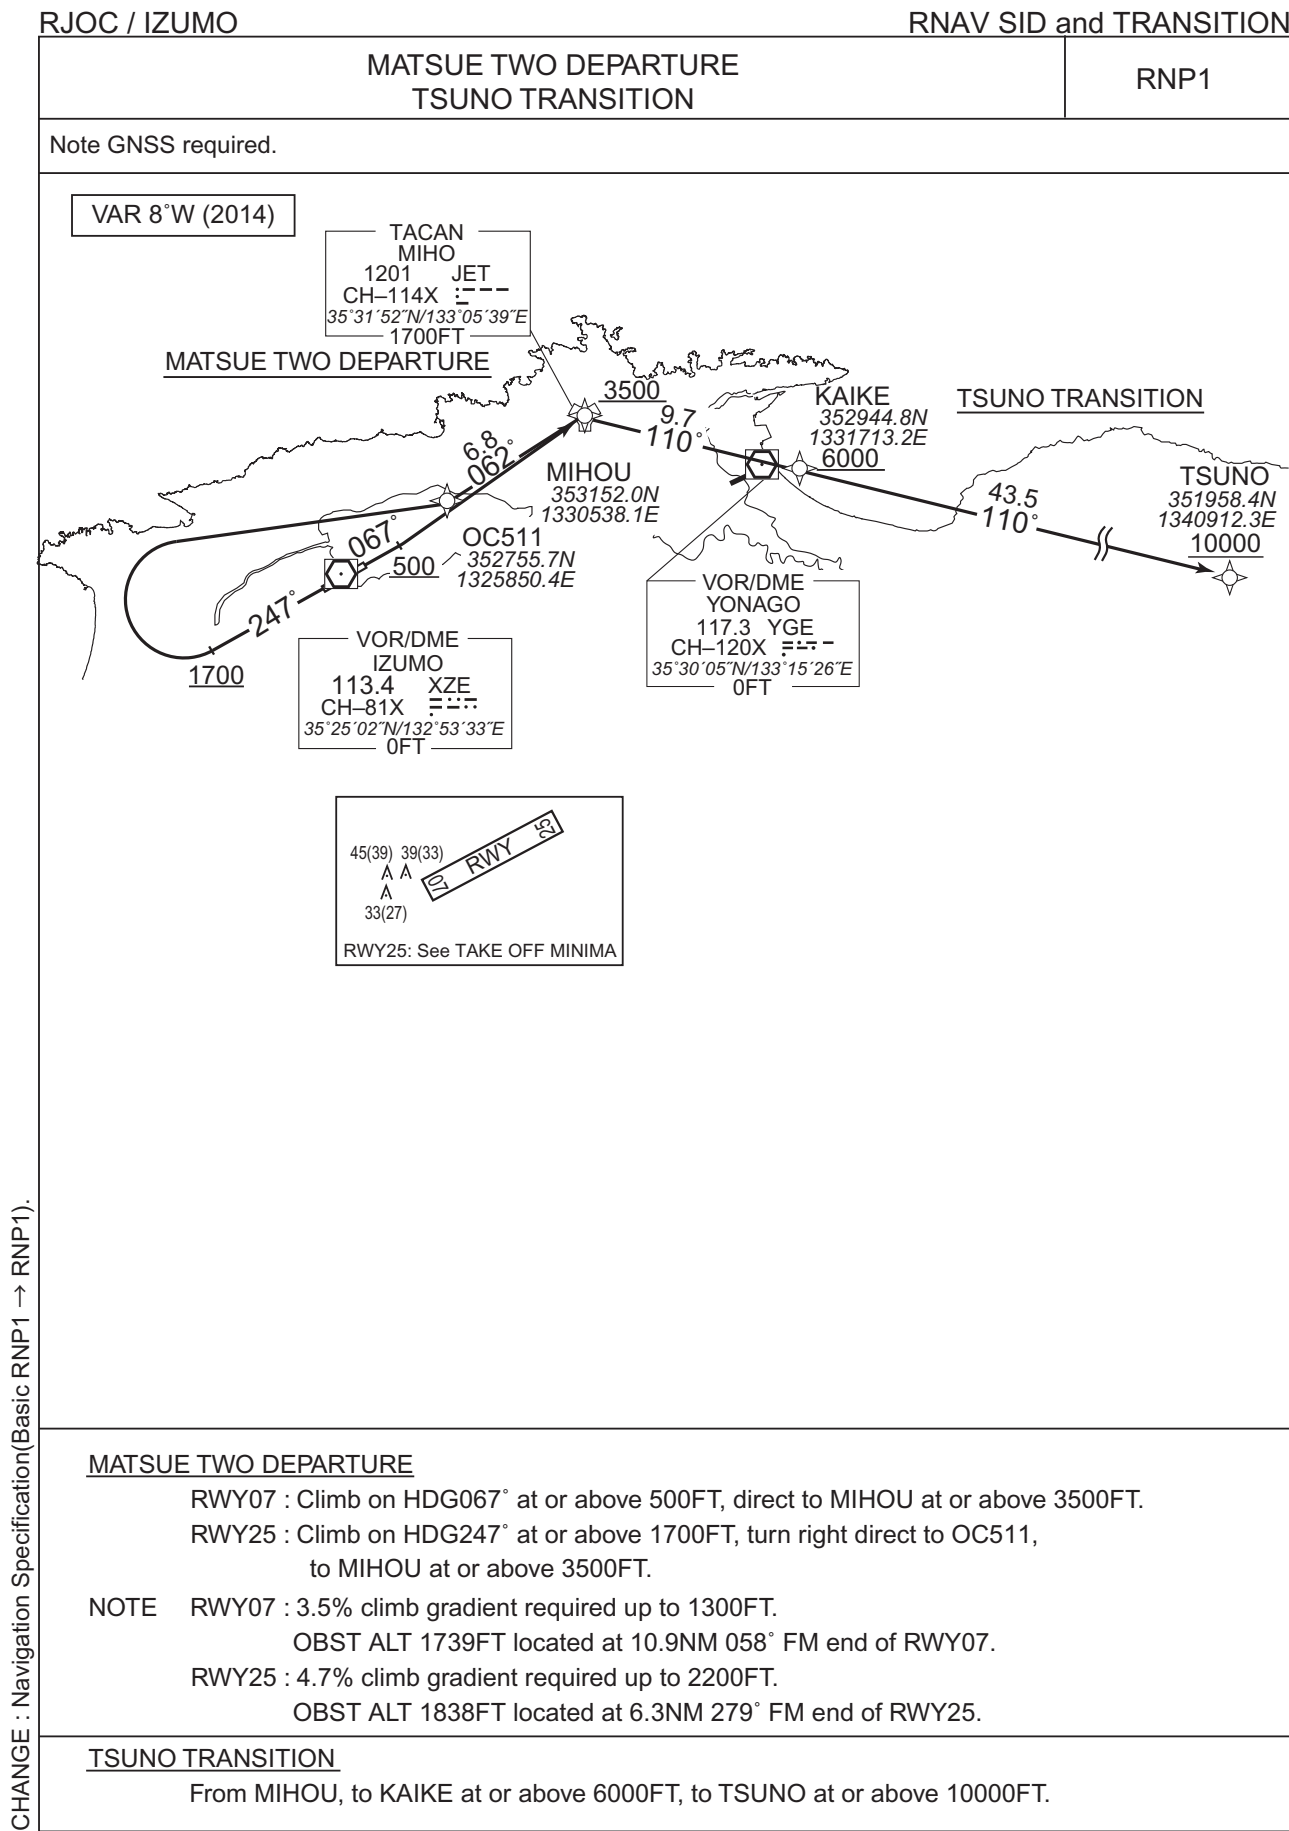 RJOC / IZUMO
RNAV SID and TRANSITION
MATSUE TWO DEPARTURE
TSUNO TRANSITION
RNP1
Note GNSS required.
VAR 8˚W (2014)
TACAN
MIHO
1201 JET
CH–114X
35˚31´52˝N/133˚05´39˝E
1700FT
MATSUE TWO DEPARTURE
3500
9.7
110˚
KAIKE
352944.8N
1331713.2E
6000
TSUNO TRANSITION
6.8
062˚
MIHOU
353152.0N
1330538.1E
TSUNO
351958.4N
1340912.3E
10000
43.5
110˚
067˚
OC511
352755.7N
1325850.4E
500
247˚
1700
VOR/DME
YONAGO
117.3 YGE
CH–120X
35˚30´05˝N/133˚15´26˝E
0FT
VOR/DME
IZUMO
113.4 XZE
CH–81X
35˚25´02˝N/132˚53´33˝E
0FT
45(39) 39(33)
33(27)
07 RWY 25
RWY25: See TAKE OFF MINIMA
MATSUE TWO DEPARTURE
RWY07 : Climb on HDG067˚ at or above 500FT, direct to MIHOU at or above 3500FT.
RWY25 : Climb on HDG247˚ at or above 1700FT, turn right direct to OC511,
to MIHOU at or above 3500FT.
NOTE RWY07 : 3.5% climb gradient required up to 1300FT.
OBST ALT 1739FT located at 10.9NM 058˚ FM end of RWY07.
RWY25 : 4.7% climb gradient required up to 2200FT.
OBST ALT 1838FT located at 6.3NM 279˚ FM end of RWY25.
TSUNO TRANSITION
From MIHOU, to KAIKE at or above 6000FT, to TSUNO at or above 10000FT.
CHANGE : Navigation Specification(Basic RNP1 → RNP1).